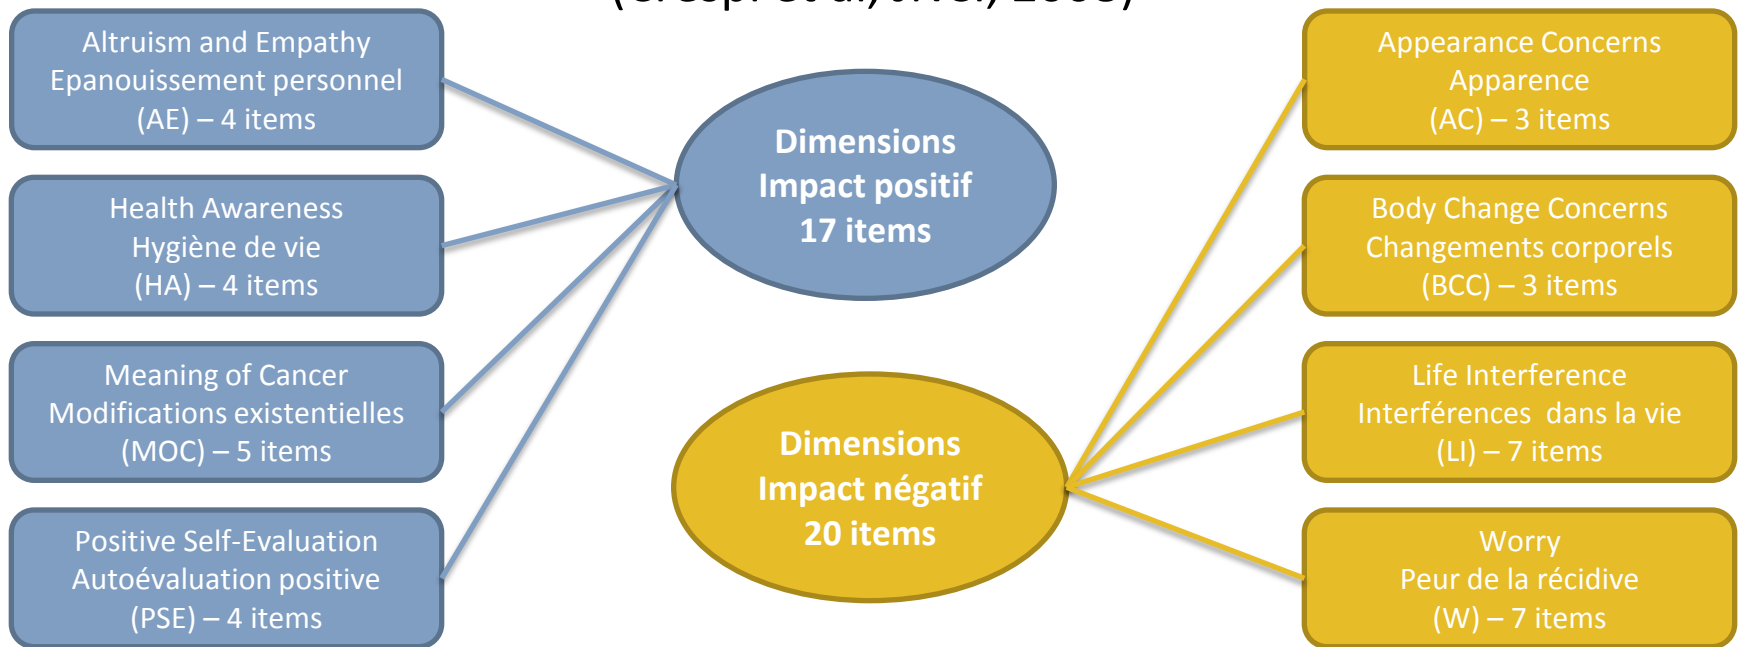 Altruism and Empathy
Epanouissement personnel
(AE) – 4 items
Health Awareness
Hygiène de vie
(HA) – 4 items
Meaning of Cancer
Modifications existentielles
(MOC) – 5 items
Positive Self-Evaluation
Autoévaluation positive
(PSE) – 4 items
Dimensions
Impact positif
17 items
Dimensions
Impact négatif
20 items
Appearance Concerns
Apparence
(AC) – 3 items
Body Change Concerns
Changements corporels
(BCC) – 3 items
Life Interference
Interférences dans la vie
(LI) – 7 items
Worry
Peur de la récidive
(W) – 7 items